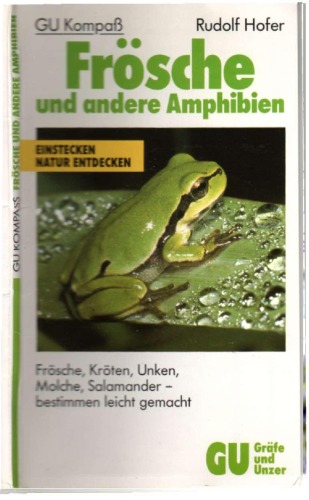 GU Kompaß
Rudolf Hofer
Frösche
und andere Amphibien
EINSTECKEN
NATUR ENTDECKEN
Frösche, Kröten, Unken,
Molche, Salamander –
bestimmen leicht gemacht
GU Gräfe
und
Unzer
GU KOMPASS FRÖSCHE UND ANDERE AMPHIBIEN